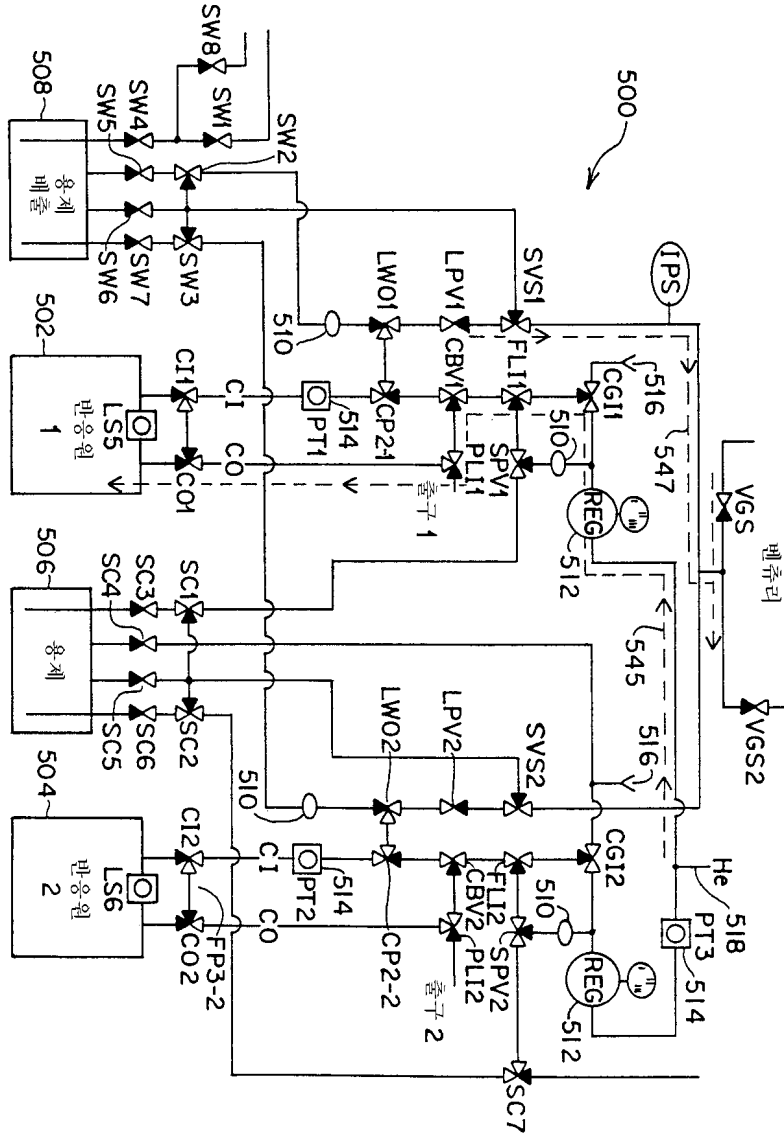 500
508
SW8
SW4
SW1
SW5
SW2
용제
배출
SW6
SW7
SW3
510
LWO1
LPV1
SVS1
IPS
502
반응원
1
LS5
CI1
CI
PT1
514
CP2-1
CBV1
FLI1
CGI1
516
547
VGS
벤츄리
CO1
CO
출구 1
PLI1
SPV1
510
REG
512
545
506
SC3
SC4
SC1
용제
SC5
SC6
SC2
VGS2
504
반응원
2
LS6
510
LWO2
LPV2
SVS2
516
CI2
CI
PT2
514
CP2-2
CBV2
FLI2
CGI2
He
518
FP3-2
CO2
CO
출구 2
PLI2
SPV2
510
REG
512
PT3
514
SC7